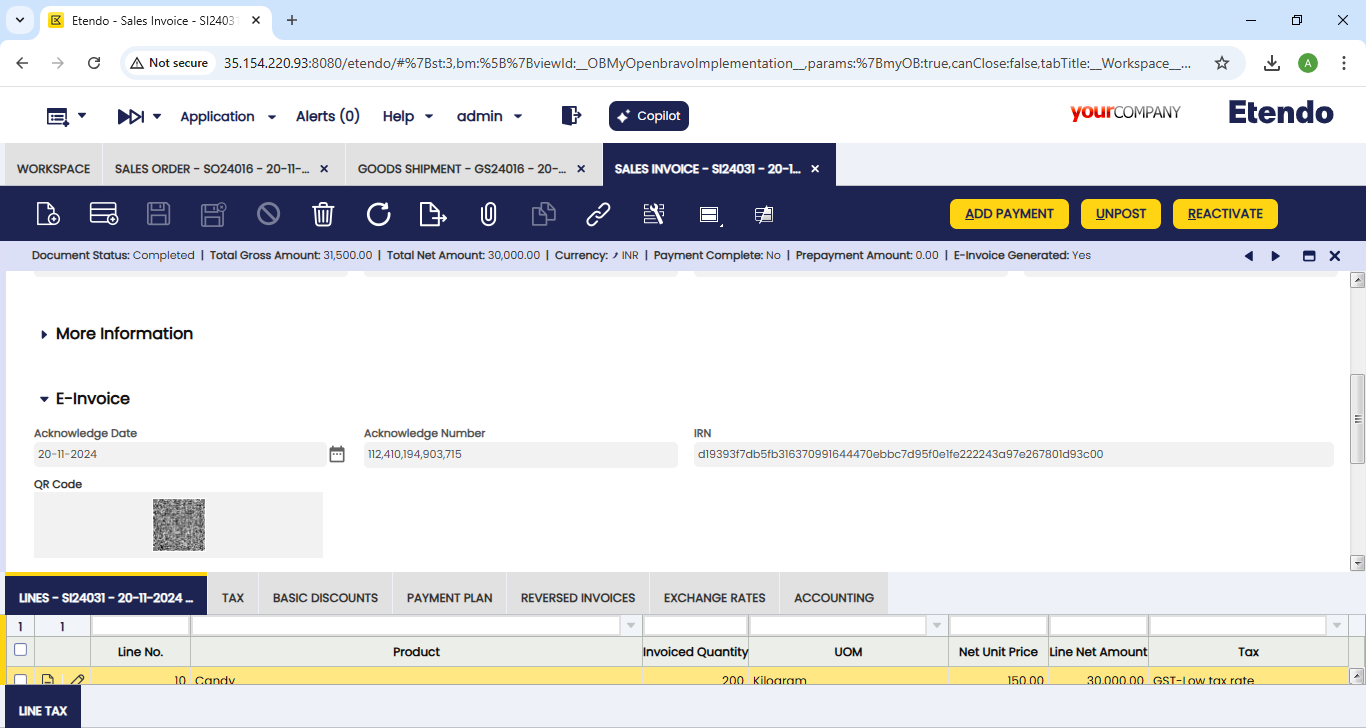 Etendo - Sales Invoice - SI2403
Not secure
35.154.220.93:8080/etendo/#%7Bst:3,bm:%5B%7BviewId:__OBMyOpenbravoImplementation__,params:%7BmyOB:true,canClose:false,tabTitle:__Workspace__...
A
Application
Alerts (0)
Help
admin
Copilot
yourCOMPANY
Etendo
WORKSPACE
SALES ORDER - SO24016 - 20-11-...
GOODS SHIPMENT - GS24016 - 20-...
SALES INVOICE - SI24031 - 20-1...
ADD PAYMENT
UNPOST
REACTIVATE
Document Status: Completed | Total Gross Amount: 31,500.00 | Total Net Amount: 30,000.00 | Currency: INR | Payment Complete: No | Prepayment Amount: 0.00 | E-Invoice Generated: Yes
More Information
E-Invoice
Acknowledge Date
Acknowledge Number
IRN
20-11-2024
112,410,194,903,715
d19393f7db5fb316370991644470ebbc7d95f0e1fe222243a97e267801d93c00
QR Code
LINES - SI24031 - 20-11-2024 ...
TAX
BASIC DISCOUNTS
PAYMENT PLAN
REVERSED INVOICES
EXCHANGE RATES
ACCOUNTING
1 1
Line No. Product Invoiced Quantity UOM Net Unit Price Line Net Amount Tax
10 Candy 200 Kilogram 150.00 30,000.00 GST-Low tax rate
LINE TAX